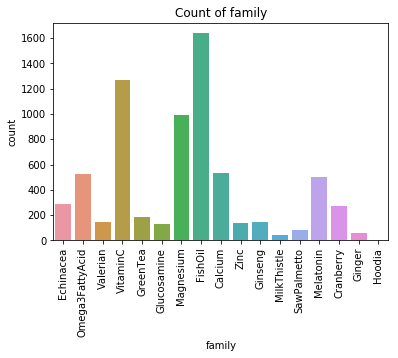 Count of family
1600
1400
1200
1000
800
600
400
200
0
count
Echinacea
Omega3FattyAcid
Valerian
VitaminC
GreenTea
Glucosamine
Magnesium
FishOil
Calcium
Zinc
Ginseng
MilkThistle
SawPalmetto
Melatonin
Cranberry
Ginger
Hoodia
family